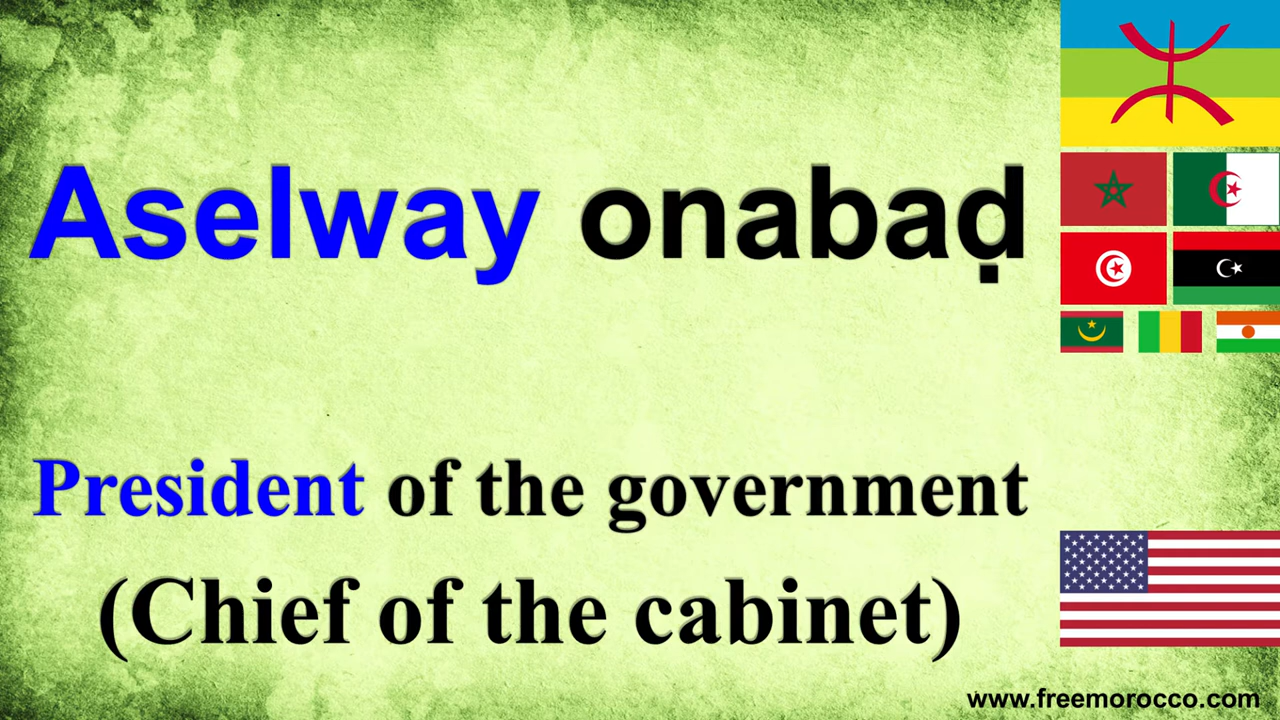 Aselway onabaḍ
President of the government
(Chief of the cabinet)
www.freemorocco.com